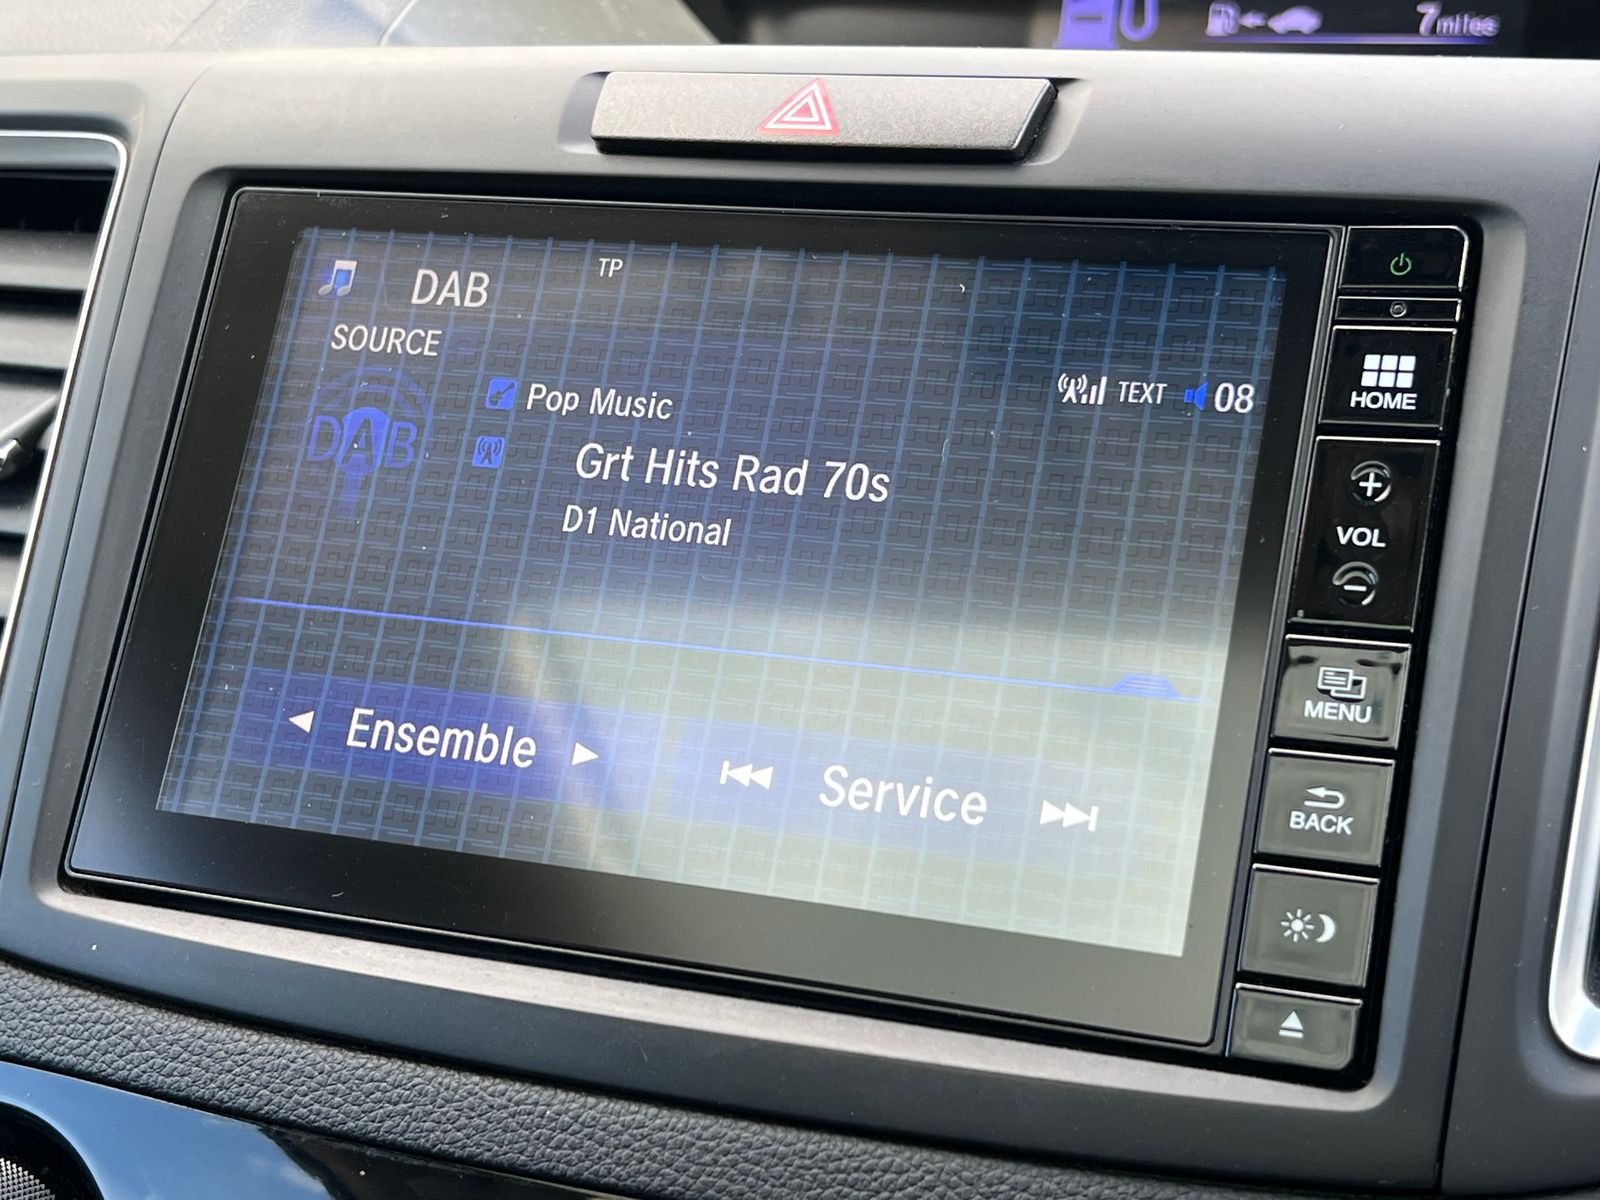 7miles
DAB
TP
SOURCE
TEXT 08
Pop Music
DAB
Grt Hits Rad 70s
D1 National
Ensemble
Service
HOME
VOL
MENU
BACK